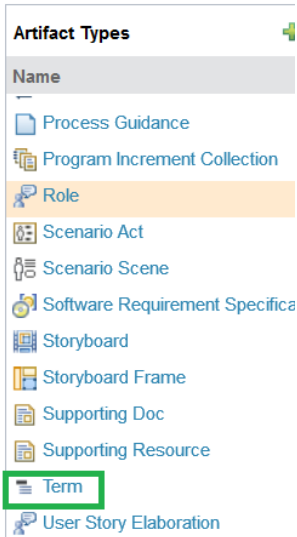 Artifact Types
Name
Process Guidance
Program Increment Collection
Role
Scenario Act
Scenario Scene
Software Requirement Specifica
Storyboard
Storyboard Frame
Supporting Doc
Supporting Resource
Term
User Story Elaboration